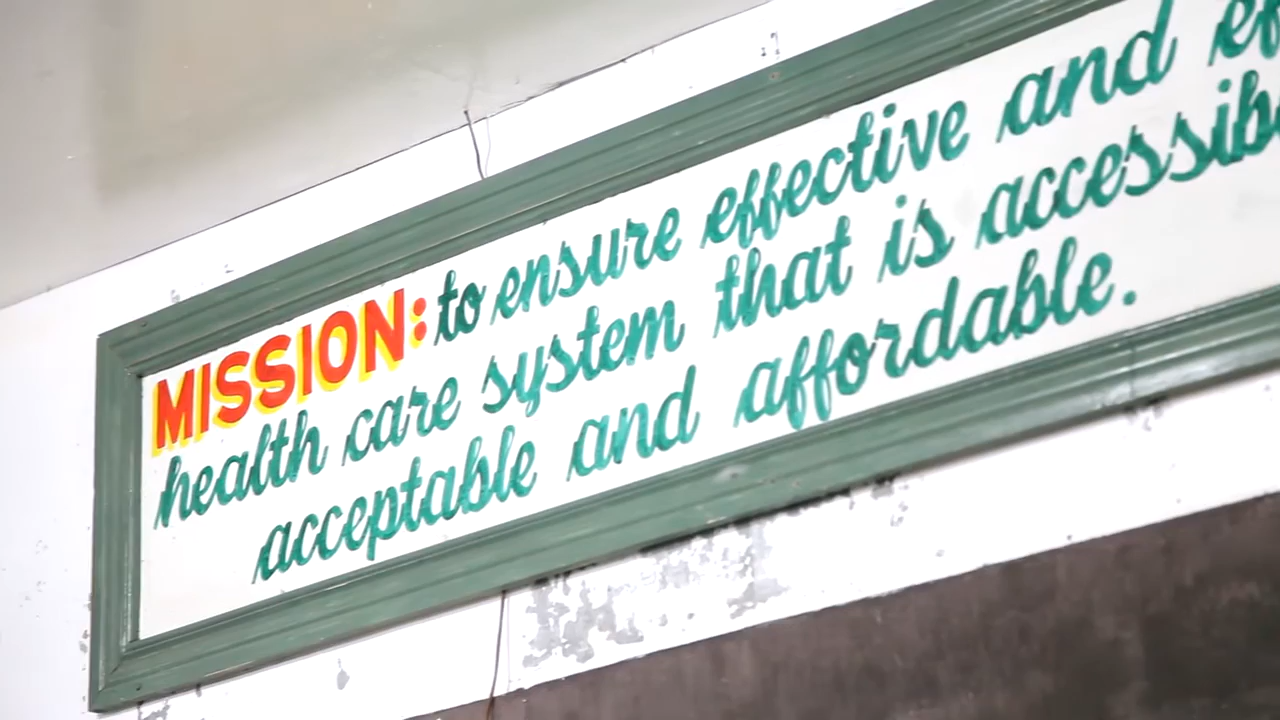 MISSION: to ensure effective and
health care system that is
acceptable and affordable.